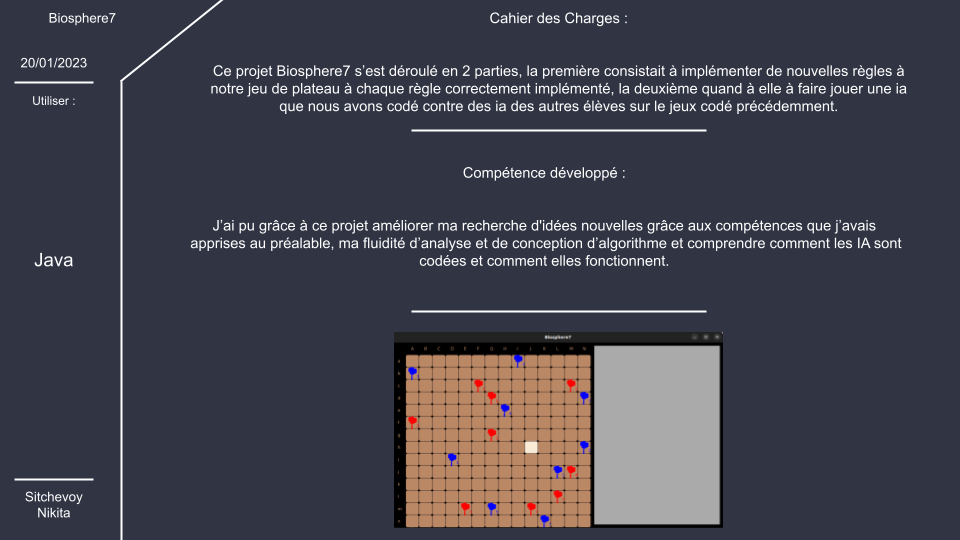 Biosphere7
20/01/2023
Utiliser :
Java
Sitchevoy
Nikita
Cahier des Charges :
Ce projet Biosphere7 s’est déroulé en 2 parties, la première consistait à implémenter de nouvelles règles à
notre jeu de plateau à chaque règle correctement implémenté, la deuxième quand à elle à faire jouer une ia
que nous avons codé contre des ia des autres élèves sur le jeux codé précédemment.
Compétence développé :
J’ai pu grâce à ce projet améliorer ma recherche d'idées nouvelles grâce aux compétences que j’avais
apprises au préalable, ma fluidité d’analyse et de conception d’algorithme et comprendre comment les IA sont
codées et comment elles fonctionnent.
Biosphere7
A B C D E F G H I J K L M N